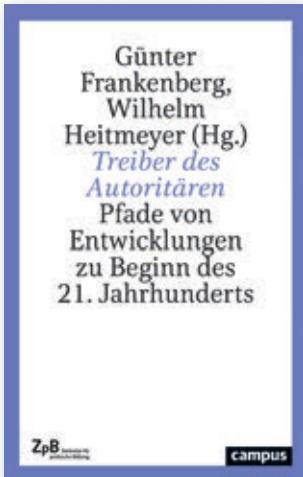 Günter
Frankenberg,
Wilhelm
Heitmeyer (Hg.)
Treiber des
Autoritären
Pfade von
Entwicklungen
zu Beginn des
21. Jahrhunderts
ZpB
campus